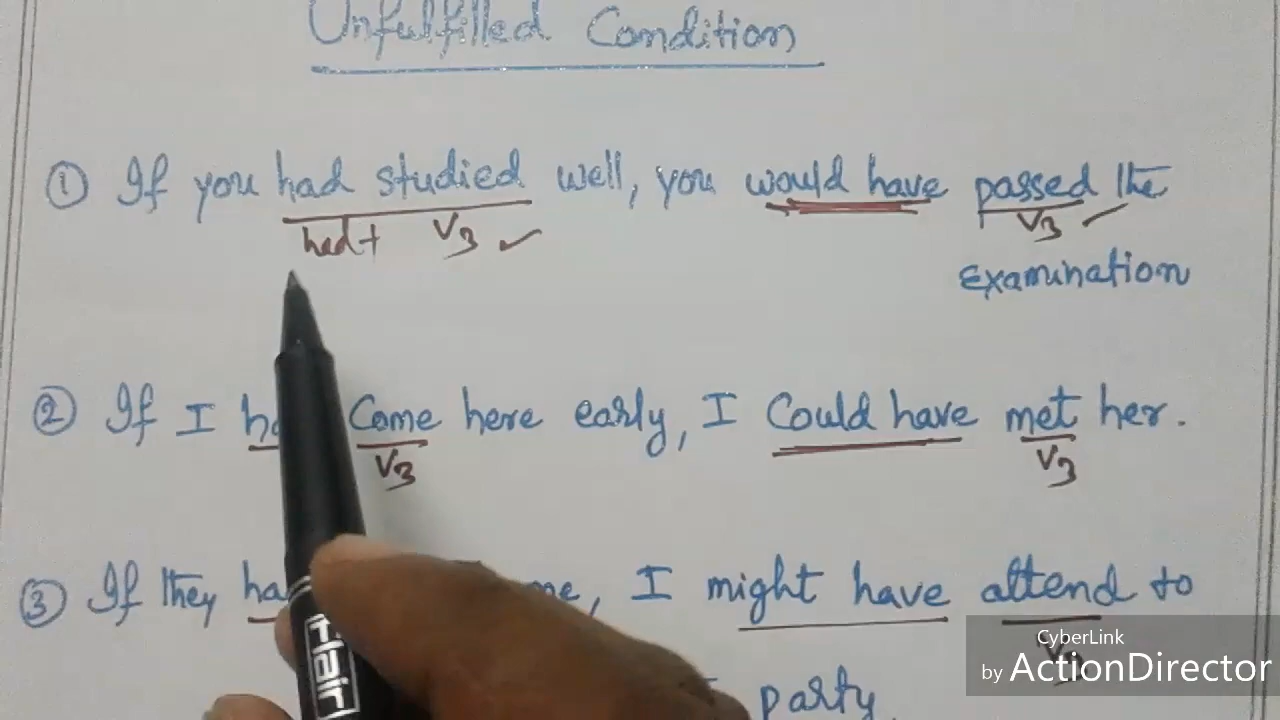 Unfulfilled Condition
① If you had studied well, you would have passed the
had+ V3 ✓ V3 ✓
Examination
② If I Come here early, I Could have met her.
V3 V3
③ If they I might have attend to
V3
party.
Hair
CyberLink
by ActionDirector